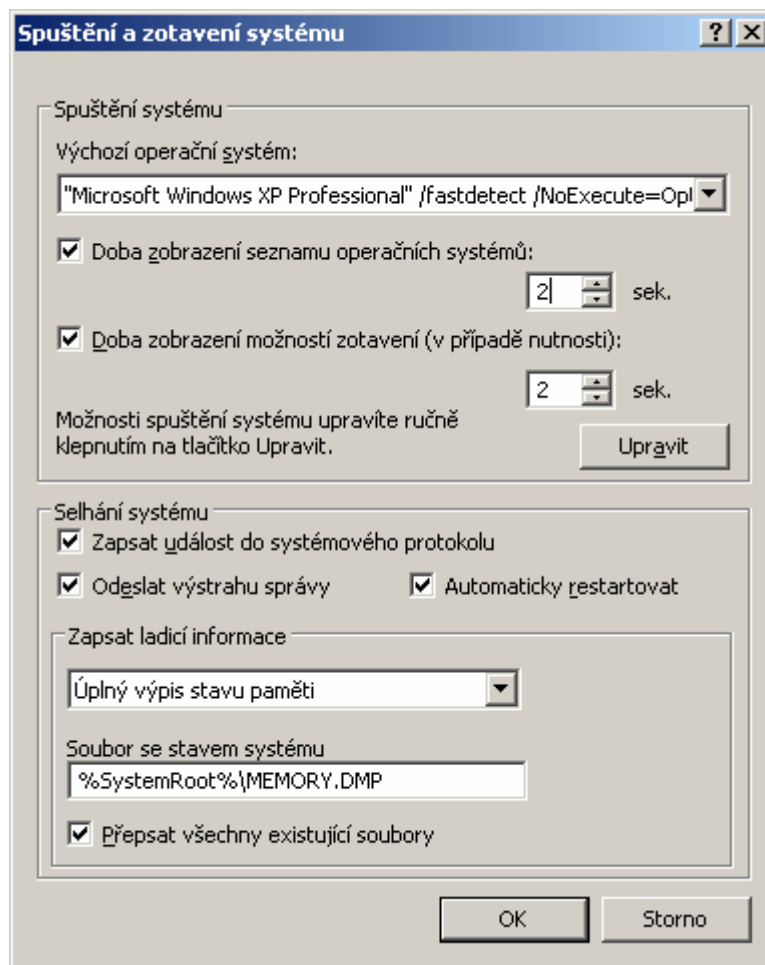 Spuštění a zotavení systému
Spuštění systému
Výchozí operační systém:
"Microsoft Windows XP Professional" /fastdetect /NoExecute=Opt
Doba zobrazení seznamu operačních systémů:
2 sek.
Doba zobrazení možností zotavení (v případě nutnosti):
2 sek.
Možnosti spuštění systému upravíte ručně
klepnutím na tlačítko Upravit.
Upravit
Selhání systému
Zapsat událost do systémového protokolu
Odeslat výstrahu správy Automaticky restartovat
Zapsat ladicí informace
Úplný výpis stavu paměti
Soubor se stavem systému
%SystemRoot%\MEMORY.DMP
Přepsat všechny existující soubory
OK Storno